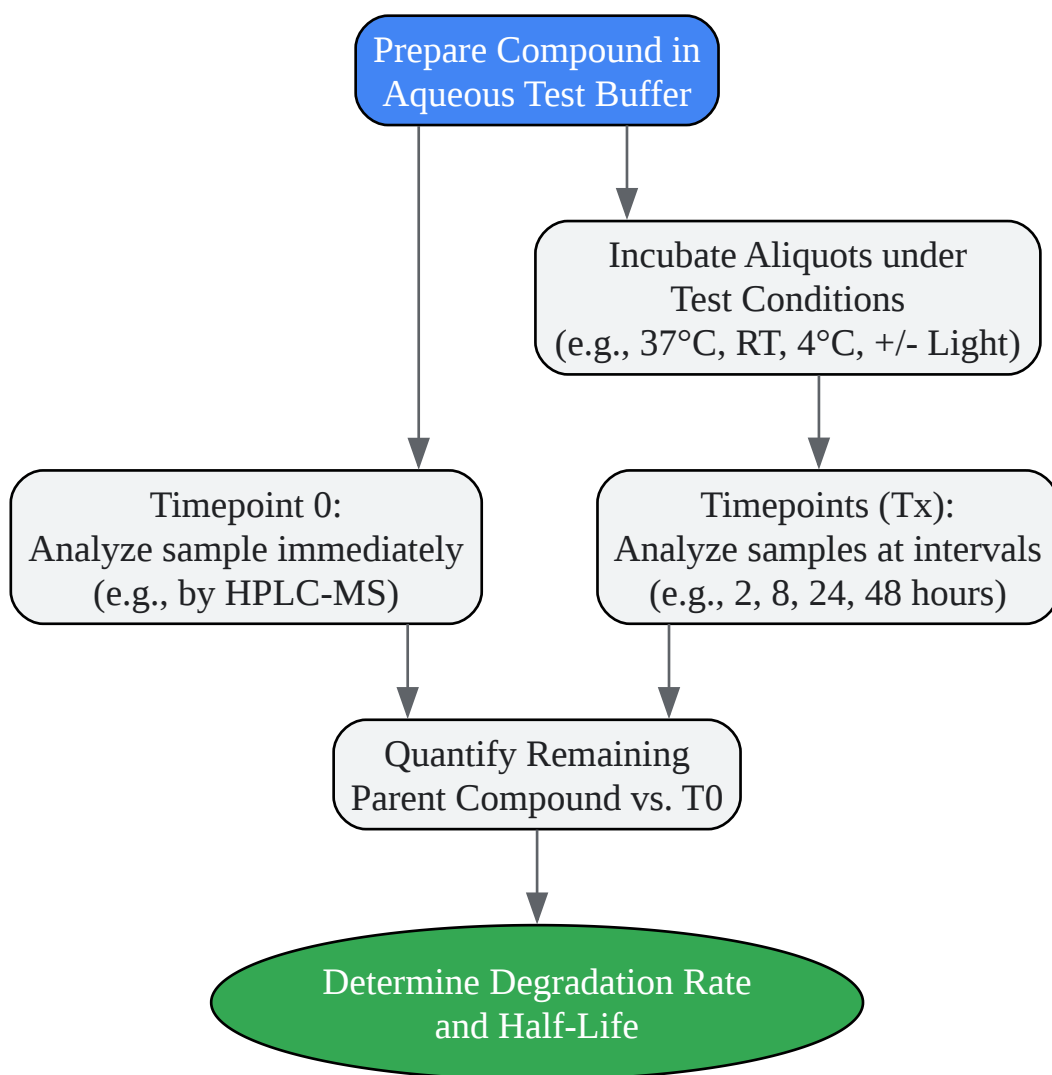 Prepare Compound in
Aqueous Test Buffer
Incubate Aliquots under
Test Conditions
(e.g., 37°C, RT, 4°C, +/- Light)
Timepoint 0:
Analyze sample immediately
(e.g., by HPLC-MS)
Timepoints (Tx):
Analyze samples at intervals
(e.g., 2, 8, 24, 48 hours)
Quantify Remaining
Parent Compound vs. T0
Determine Degradation Rate
and Half-Life